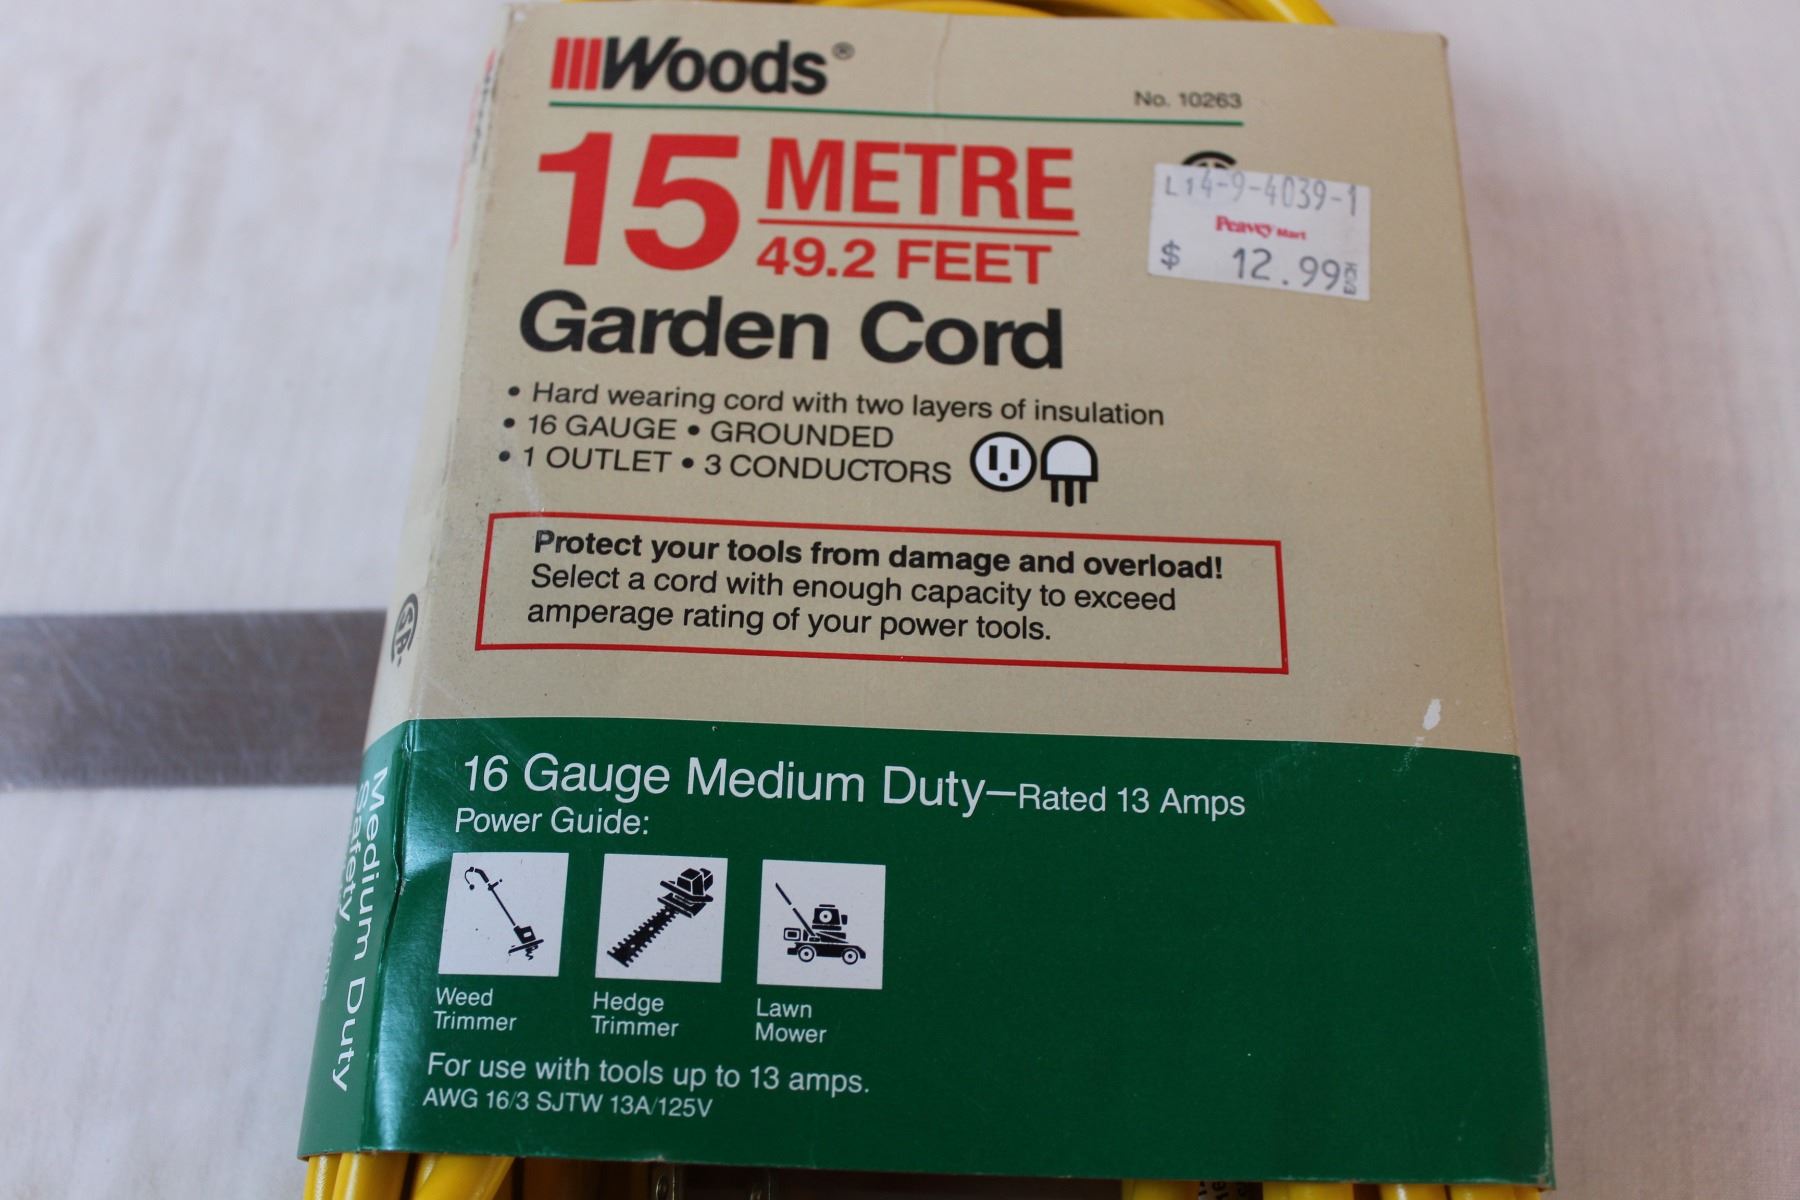 Woods®
No. 10263
15 METRE
49.2 FEET
L14-9-4039-1
Peavey Mart
$ 12.99
Garden Cord
• Hard wearing cord with two layers of insulation
• 16 GAUGE • GROUNDED
• 1 OUTLET • 3 CONDUCTORS
Protect your tools from damage and overload!
Select a cord with enough capacity to exceed
amperage rating of your power tools.
16 Gauge Medium Duty—Rated 13 Amps
Power Guide:
Weed
Trimmer
Hedge
Trimmer
Lawn
Mower
For use with tools up to 13 amps.
AWG 16/3 SJTW 13A/125V
Medium Duty
Safety